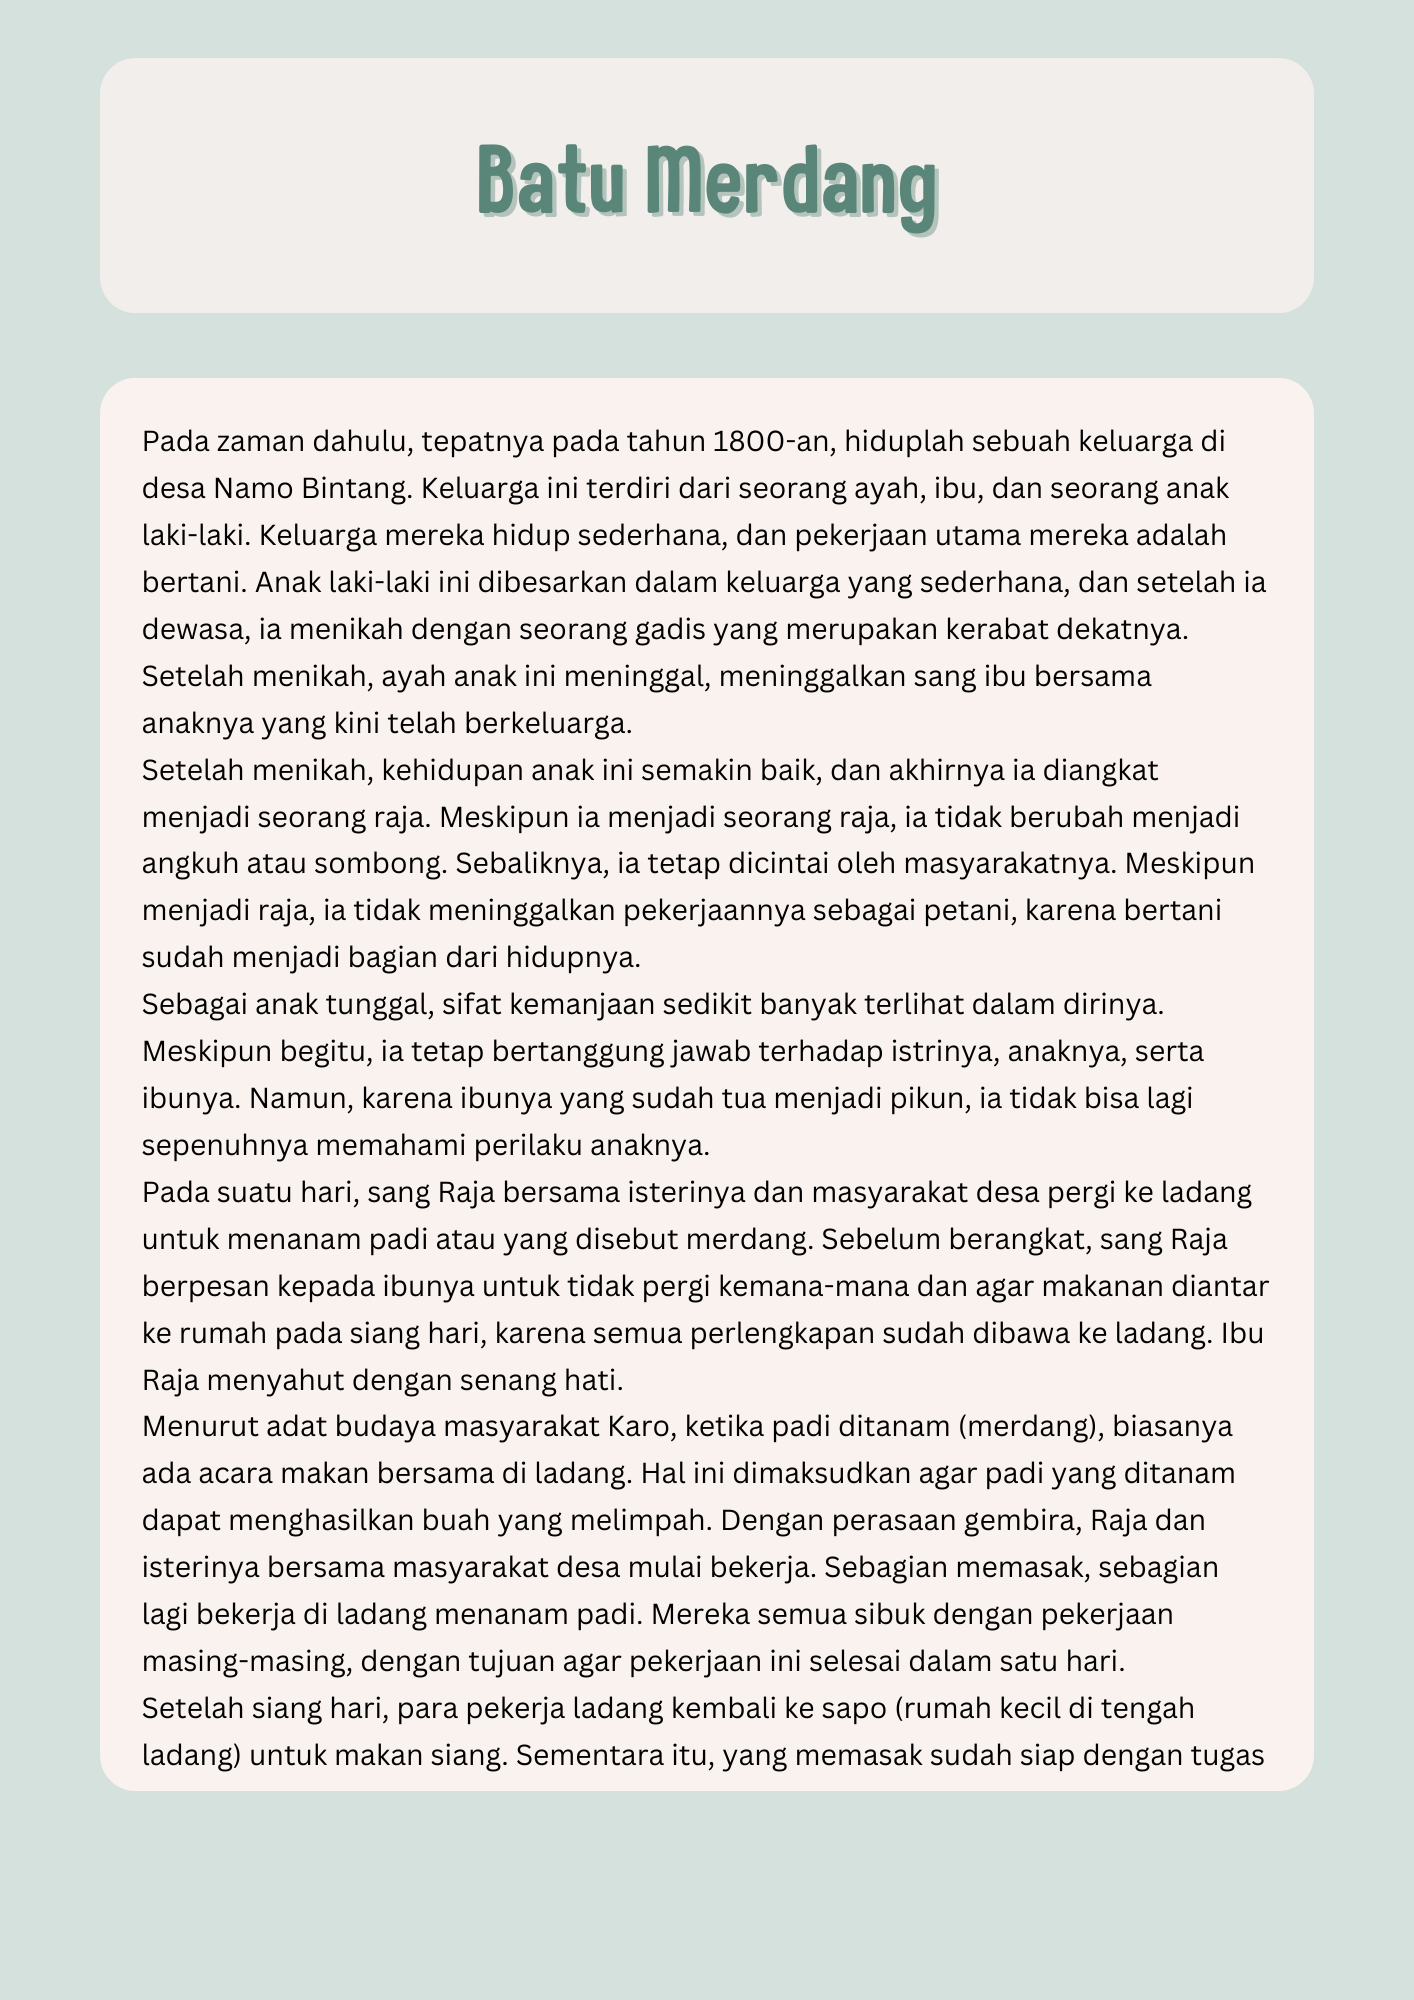 Batu Merdang
Pada zaman dahulu, tepatnya pada tahun 1800-an, hiduplah sebuah keluarga di
desa Namo Bintang. Keluarga ini terdiri dari seorang ayah, ibu, dan seorang anak
laki-laki. Keluarga mereka hidup sederhana, dan pekerjaan utama mereka adalah
bertani. Anak laki-laki ini dibesarkan dalam keluarga yang sederhana, dan setelah ia
dewasa, ia menikah dengan seorang gadis yang merupakan kerabat dekatnya.
Setelah menikah, ayah anak ini meninggal, meninggalkan sang ibu bersama
anaknya yang kini telah berkeluarga.
Setelah menikah, kehidupan anak ini semakin baik, dan akhirnya ia diangkat
menjadi seorang raja. Meskipun ia menjadi seorang raja, ia tidak berubah menjadi
angkuh atau sombong. Sebaliknya, ia tetap dicintai oleh masyarakatnya. Meskipun
menjadi raja, ia tidak meninggalkan pekerjaannya sebagai petani, karena bertani
sudah menjadi bagian dari hidupnya.
Sebagai anak tunggal, sifat kemanjaan sedikit banyak terlihat dalam dirinya.
Meskipun begitu, ia tetap bertanggung jawab terhadap istrinya, anaknya, serta
ibunya. Namun, karena ibunya yang sudah tua menjadi pikun, ia tidak bisa lagi
sepenuhnya memahami perilaku anaknya.
Pada suatu hari, sang Raja bersama isterinya dan masyarakat desa pergi ke ladang
untuk menanam padi atau yang disebut merdang. Sebelum berangkat, sang Raja
berpesan kepada ibunya untuk tidak pergi kemana-mana dan agar makanan diantar
ke rumah pada siang hari, karena semua perlengkapan sudah dibawa ke ladang. Ibu
Raja menyahut dengan senang hati.
Menurut adat budaya masyarakat Karo, ketika padi ditanam (merdang), biasanya
ada acara makan bersama di ladang. Hal ini dimaksudkan agar padi yang ditanam
dapat menghasilkan buah yang melimpah. Dengan perasaan gembira, Raja dan
isterinya bersama masyarakat desa mulai bekerja. Sebagian memasak, sebagian
lagi bekerja di ladang menanam padi. Mereka semua sibuk dengan pekerjaan
masing-masing, dengan tujuan agar pekerjaan ini selesai dalam satu hari.
Setelah siang hari, para pekerja ladang kembali ke sapo (rumah kecil di tengah
ladang) untuk makan siang. Sementara itu, yang memasak sudah siap dengan tugas